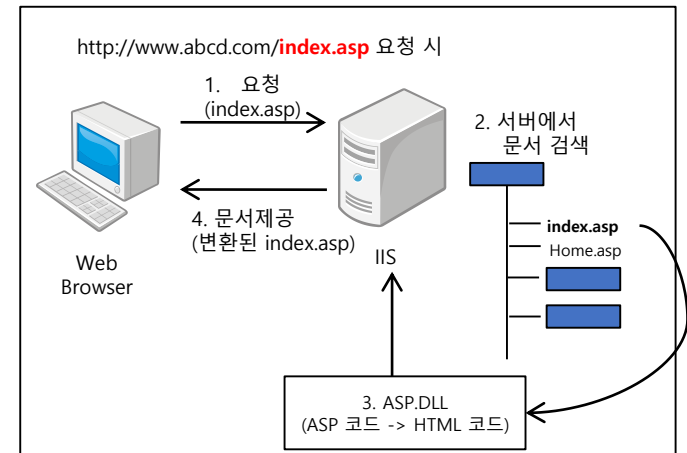 http://www.abcd.com/index.asp 요청 시
1. 요청
(index.asp)
2. 서버에서
문서 검색
index.asp
Home.asp
4. 문서제공
(변환된 index.asp)
IIS
Web
Browser
3. ASP.DLL
(ASP 코드 -> HTML 코드)